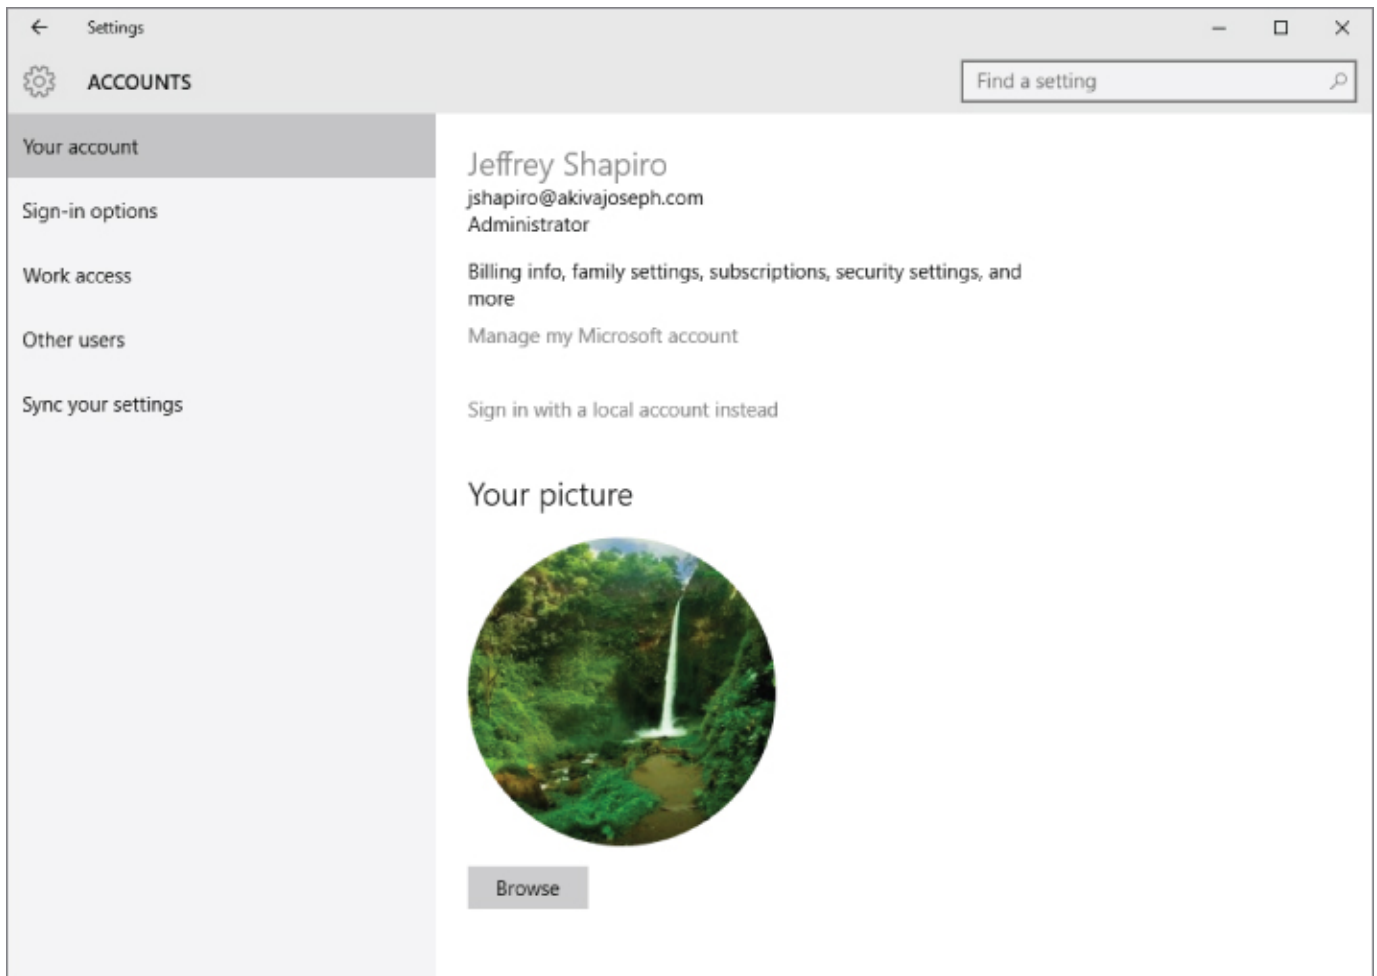 Settings
ACCOUNTS
Find a setting
Your account
Sign-in options
Work access
Other users
Sync your settings
Jeffrey Shapiro
jshapiro@akivajoseph.com
Administrator
Billing info, family settings, subscriptions, security settings, and
more
Manage my Microsoft account
Sign in with a local account instead
Your picture
Browse